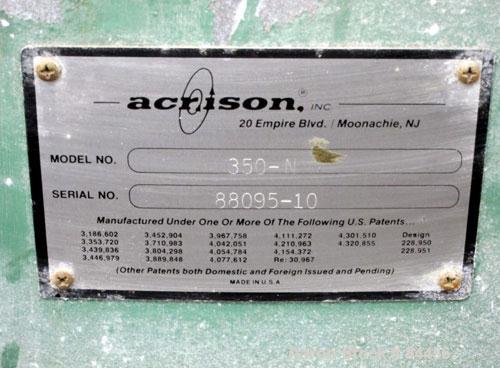 acrison,® INC.
20 Empire Blvd. / Moonachie, NJ
MODEL NO. 350-N
SERIAL NO. 88095-10
Manufactured Under One Or More Of The Following U.S. Patents...
3,186,602 3,452,904 3,967,758 4,111,272 4,301,510 Design
3,353,720 3,710,983 4,042,051 4,210,963 4,320,855 228,950
3,439,836 3,804,298 4,054,784 4,154,372 228,951
3,446,979 3,889,848 4,077,612 Re: 30,967
(Other Patents both Domestic and Foreign Issued and Pending)
MADE IN U.S.A